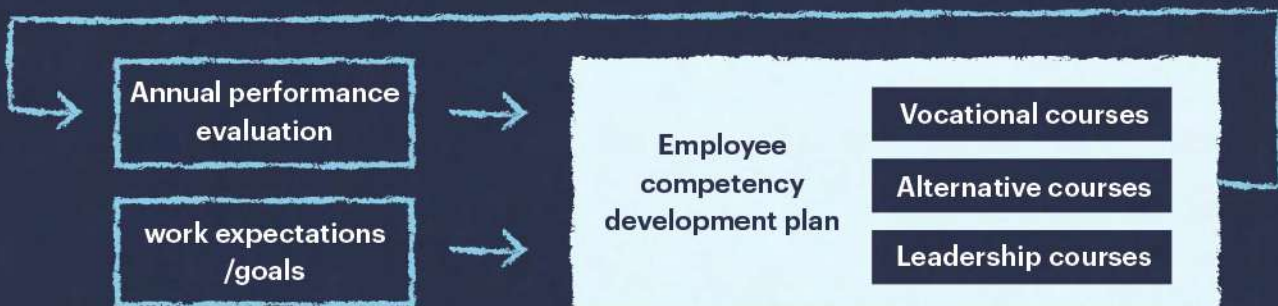 Annual performance
evaluation
work expectations
/goals
Employee
competency
development plan
Vocational courses
Alternative courses
Leadership courses